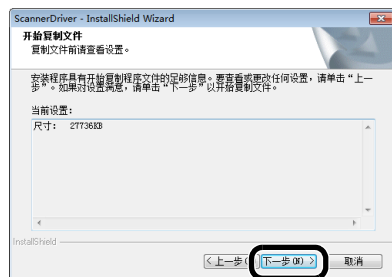 ScannerDriver - InstallShield Wizard
开始复制文件
复制文件前请查看设置。
安装程序具有开始复制程序文件的足够信息。要查看或更改任何设置，请单击“上一
步”。如果对设置满意，请单击“下一步”以开始复制文件。
当前设置:
尺寸: 27736KB
InstallShield
<上一步(
下一步(N) >
取消